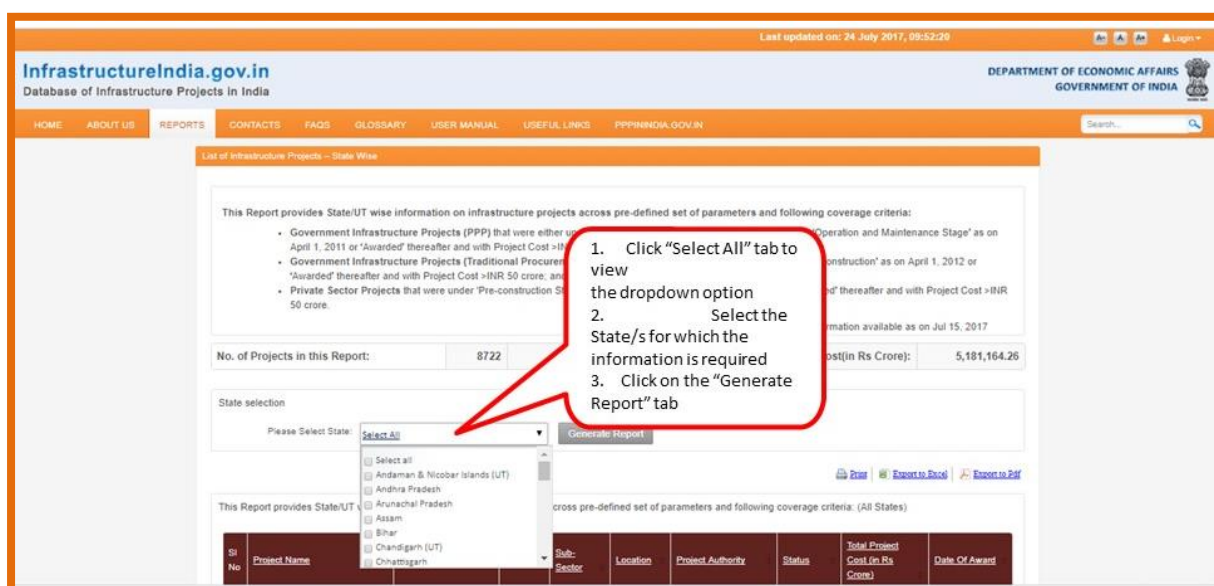 Last updated on: 24 July 2017, 09:52:20
A- A A+ Login
InfrastructureIndia.gov.in
Database of Infrastructure Projects in India
DEPARTMENT OF ECONOMIC AFFAIRS
GOVERNMENT OF INDIA
HOME ABOUT US REPORTS CONTACTS FAQS GLOSSARY USER MANUAL USEFUL LINKS PPPININDIA.GOV.IN Search...
List of Infrastructure Projects – State Wise
This Report provides State/UT wise information on infrastructure projects across pre-defined set of parameters and following coverage criteria:
• Government Infrastructure Projects (PPP) that were either 'Operation and Maintenance Stage' as on
April 1, 2011 or 'Awarded' thereafter and with Project Cost >INR
• Government Infrastructure Projects (Traditional onstruction' as on April 1, 2012 or
'Awarded' thereafter and with Project Cost >INR 50 crore; and
• Private Sector Projects that were under 'Pre-construction thereafter and with Project Cost >INR
50 crore.
rmation available as on Jul 15, 2017
1. Click “Select All” tab to
view
the dropdown option
2. Select the
State/s for which the
information is required
3. Click on the “Generate
Report” tab
No. of Projects in this Report: 8722 ost(in Rs Crore): 5,181,164.26
State selection
Please Select State: Select All Generate Report
Select all
Andaman & Nicobar Islands (UT)
Andhra Pradesh
Arunachal Pradesh
Assam
Bihar
Chandigarh (UT)
Chhattisgarh
Print Export to Excel Export to Pdf
This Report provides State/UT cross pre-defined set of parameters and following coverage criteria: (All States)
Sl No Project Name Sub-Sector Location Project Authority Status Total Project Cost (in Rs Crore) Date Of Award